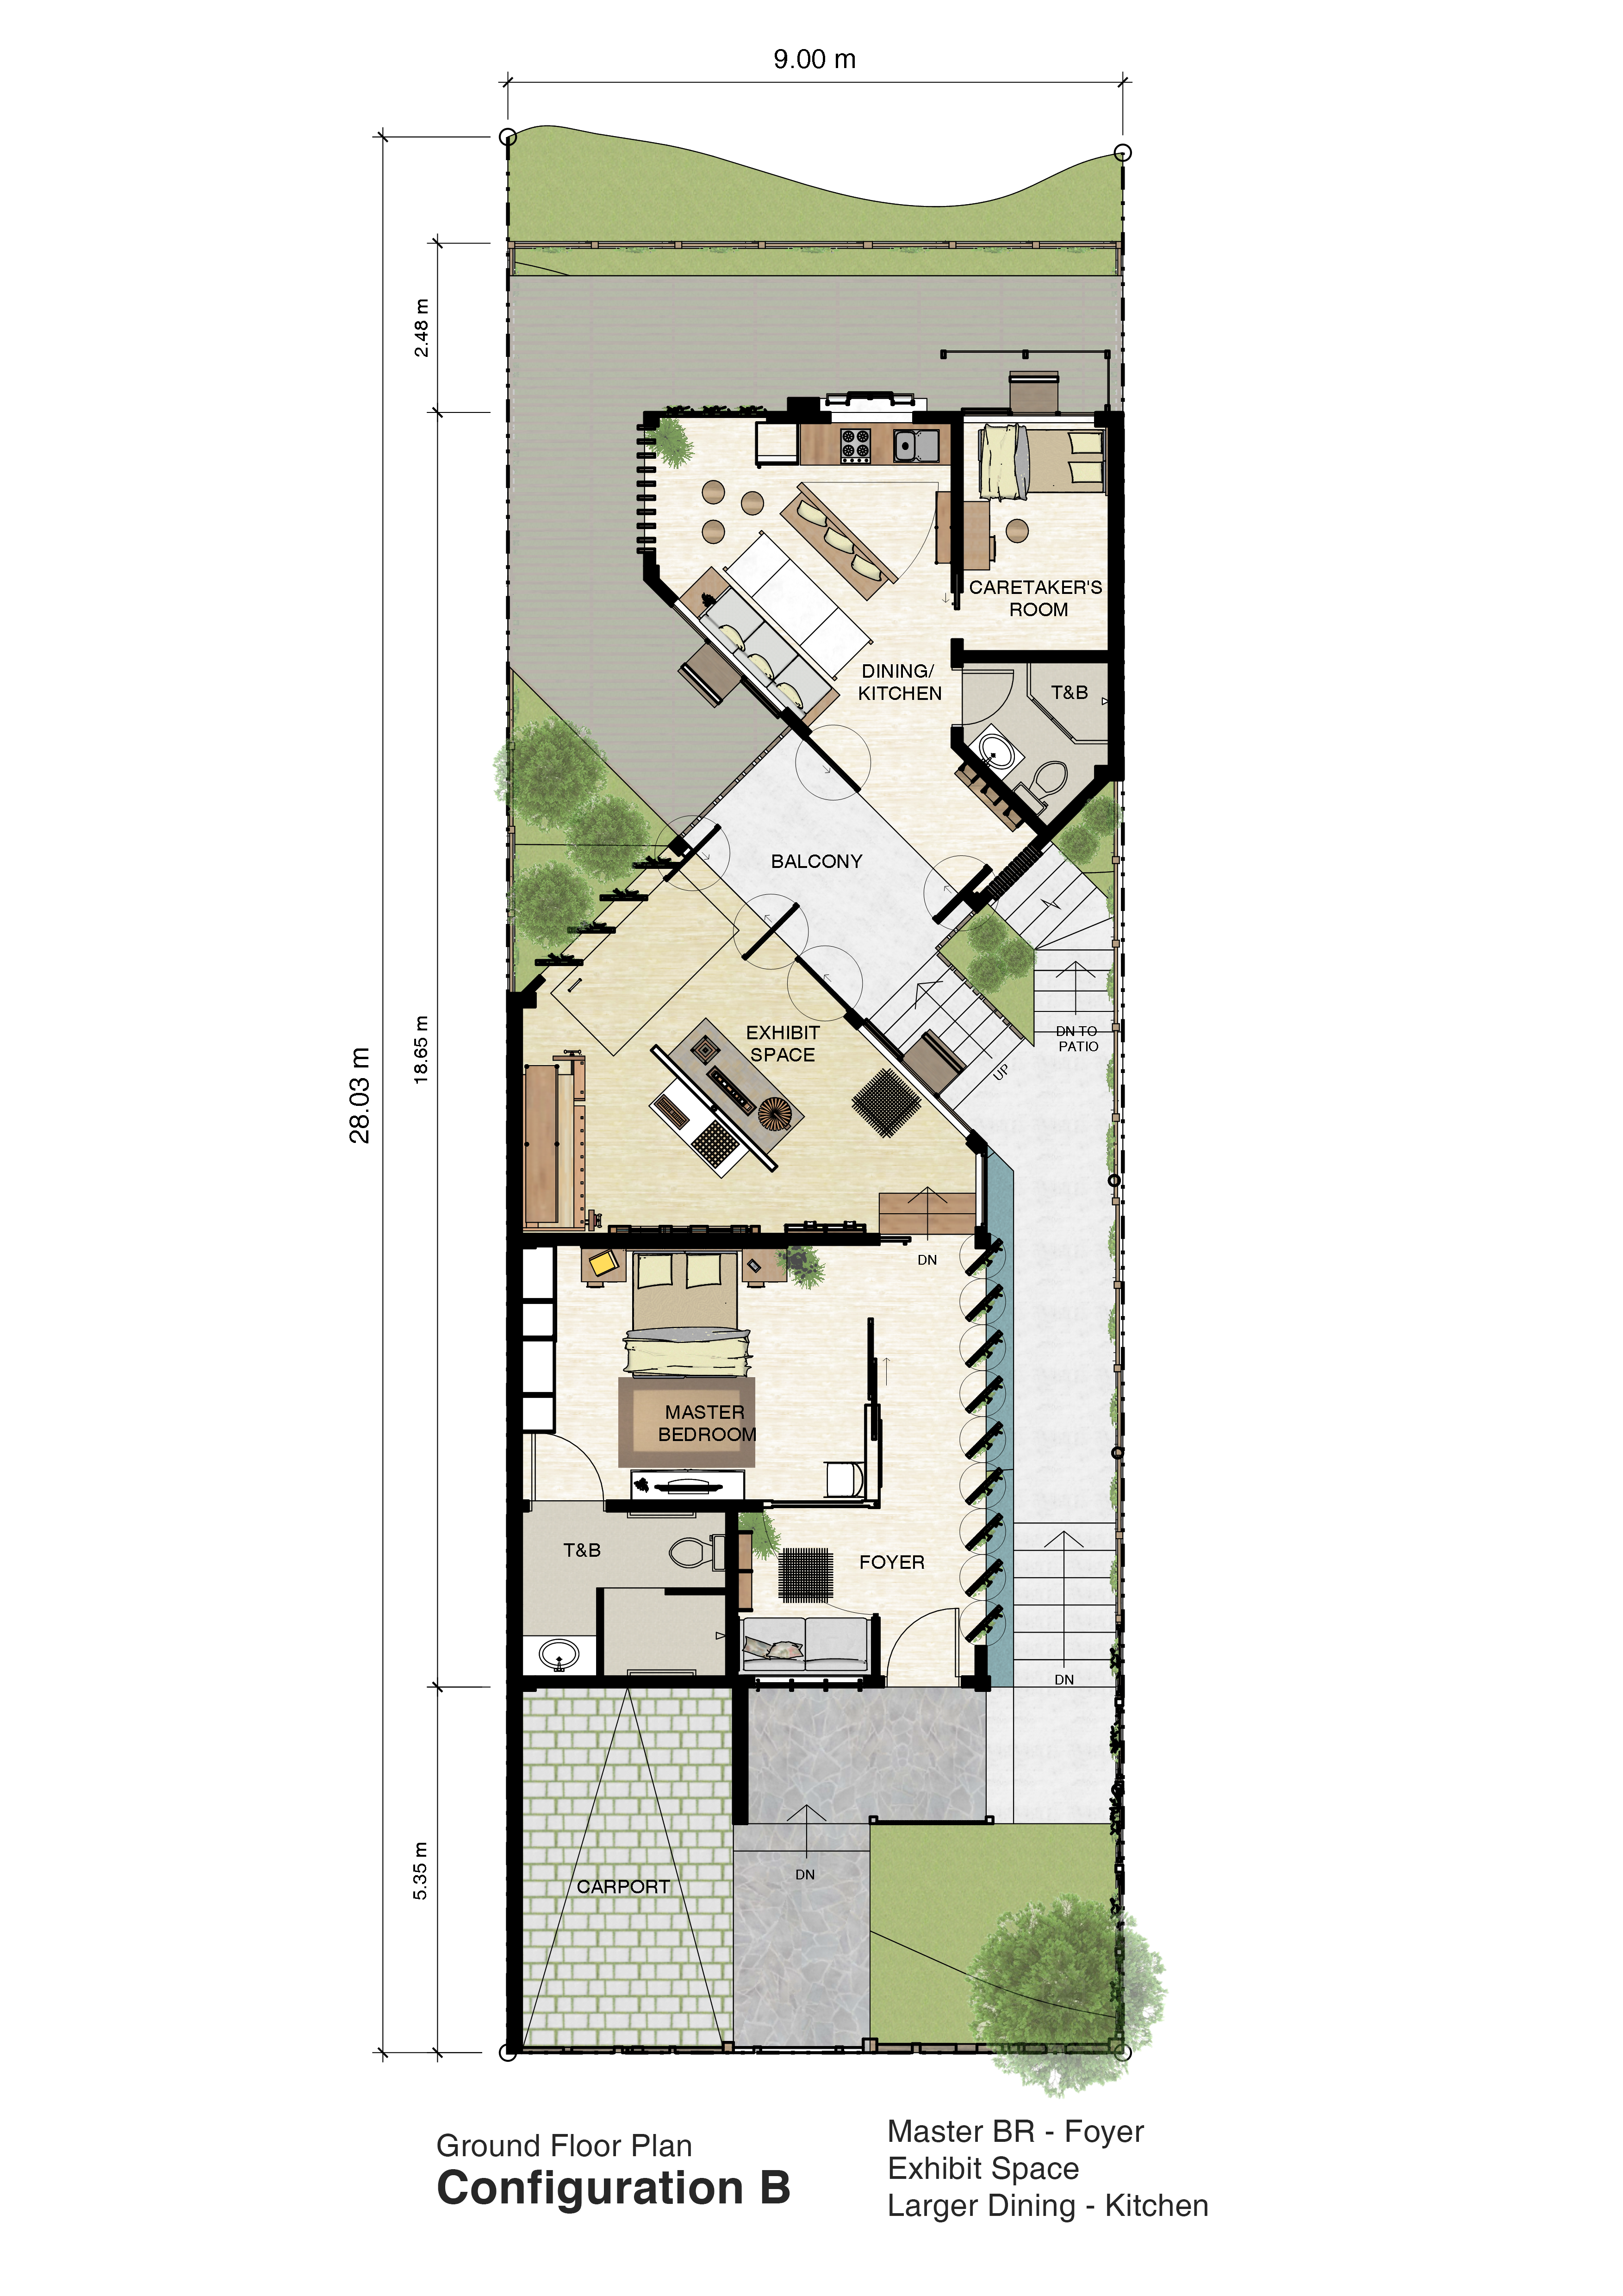 9.00 m
2.48 m
CARETAKER'S
ROOM
DINING/
KITCHEN
T&B
BALCONY
EXHIBIT
SPACE
DN TO
PATIO
UP
18.65 m
28.03 m
DN
MASTER
BEDROOM
T&B
FOYER
DN
5.35 m
DN
CARPORT
Ground Floor Plan
Configuration B
Master BR - Foyer
Exhibit Space
Larger Dining - Kitchen